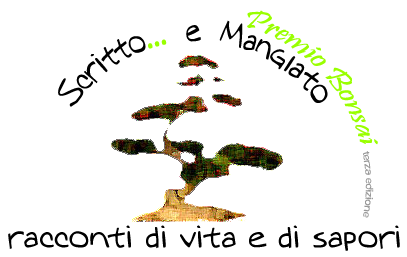 Scritto... e Mangiato
Premio Bonsai
terza edizione
racconti di vita e di sapori